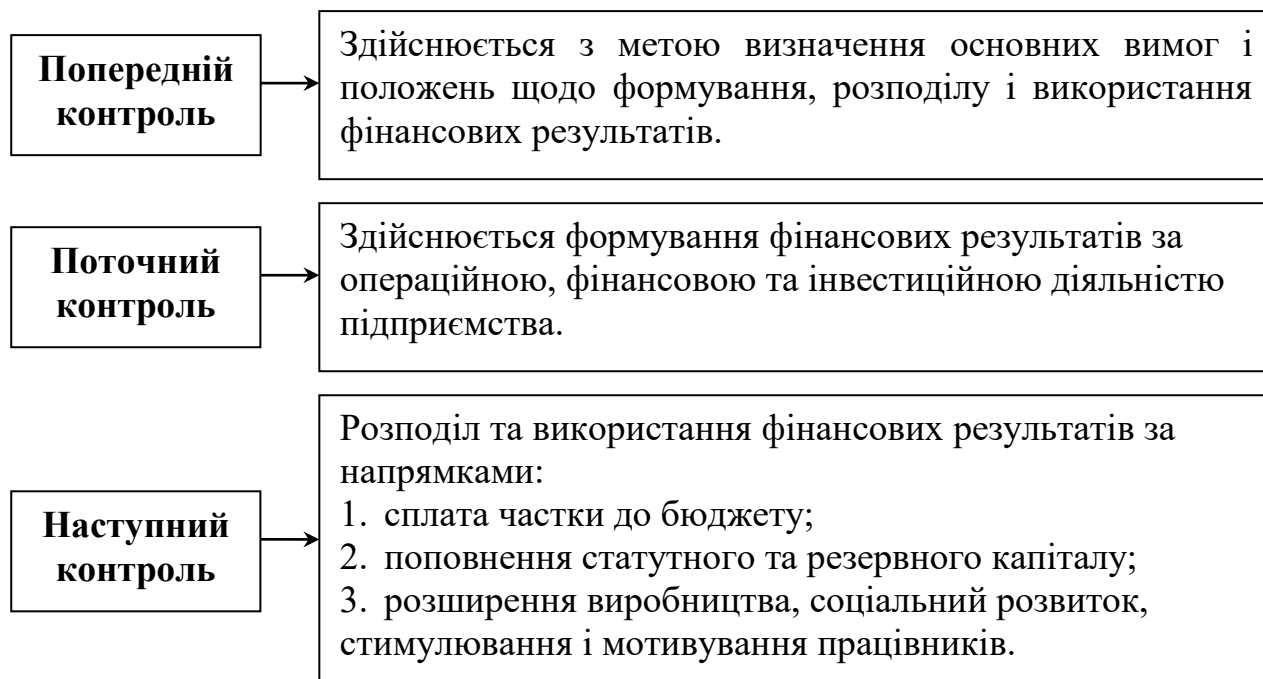 Попередній
контроль
Здійснюється з метою визначення основних вимог і
положень щодо формування, розподілу і використання
фінансових результатів.
Поточний
контроль
Здійснюється формування фінансових результатів за
операційною, фінансовою та інвестиційною діяльністю
підприємства.
Наступний
контроль
Розподіл та використання фінансових результатів за
напрямками:
1. сплата частки до бюджету;
2. поповнення статутного та резервного капіталу;
3. розширення виробництва, соціальний розвиток,
стимулювання і мотивування працівників.